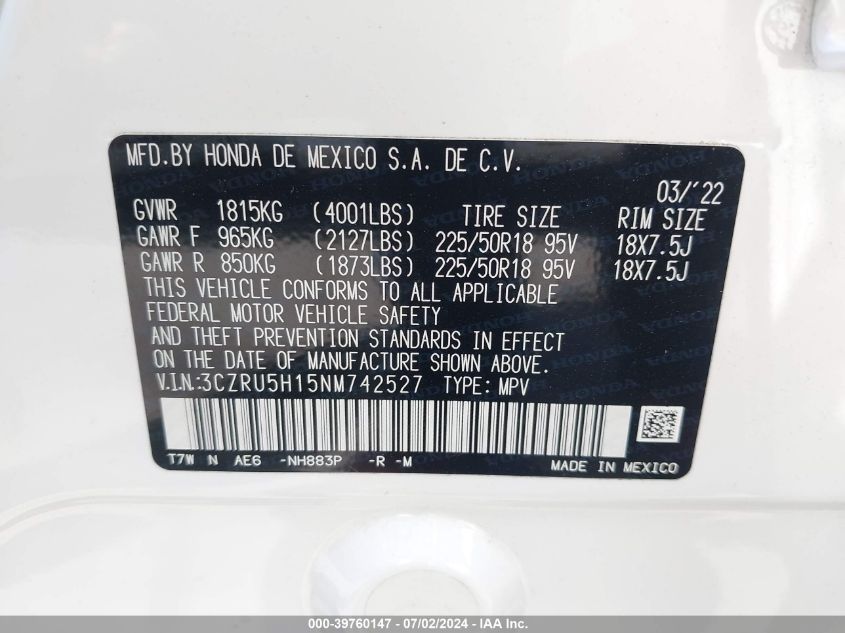 MFD.BY HONDA DE MEXICO S.A. DE C.V.
03/'22
GVWR 1815KG (4001LBS) TIRE SIZE RIM SIZE
GAWR F 965KG (2127LBS) 225/50R18 95V 18X7.5J
GAWR R 850KG (1873LBS) 225/50R18 95V 18X7.5J
THIS VEHICLE CONFORMS TO ALL APPLICABLE
FEDERAL MOTOR VEHICLE SAFETY
AND THEFT PREVENTION STANDARDS IN EFFECT
ON THE DATE OF MANUFACTURE SHOWN ABOVE.
V.I.N.:3CZRU5H15NM742527 TYPE: MPV
T7W N AE6 -NH883P -R -M
MADE IN MEXICO
000-39760147 - 07/02/2024 - IAAI.COM